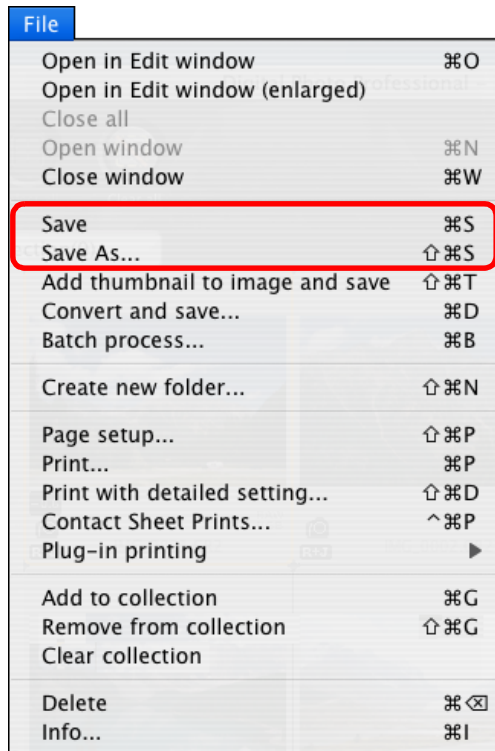 File
Open in Edit window ⌘O
Open in Edit window (enlarged)
Close all
Open window ⌘N
Close window ⌘W
Save ⌘S
Save As... ⇧⌘S
Add thumbnail to image and save ⇧⌘T
Convert and save... ⌘D
Batch process... ⌘B
Create new folder... ⇧⌘N
Page setup... ⇧⌘P
Print... ⌘P
Print with detailed setting... ⇧⌘D
Contact Sheet Prints... ^⌘P
Plug-in printing ▶
Add to collection ⌘G
Remove from collection ⇧⌘G
Clear collection
Delete ⌘⌫
Info... ⌘I